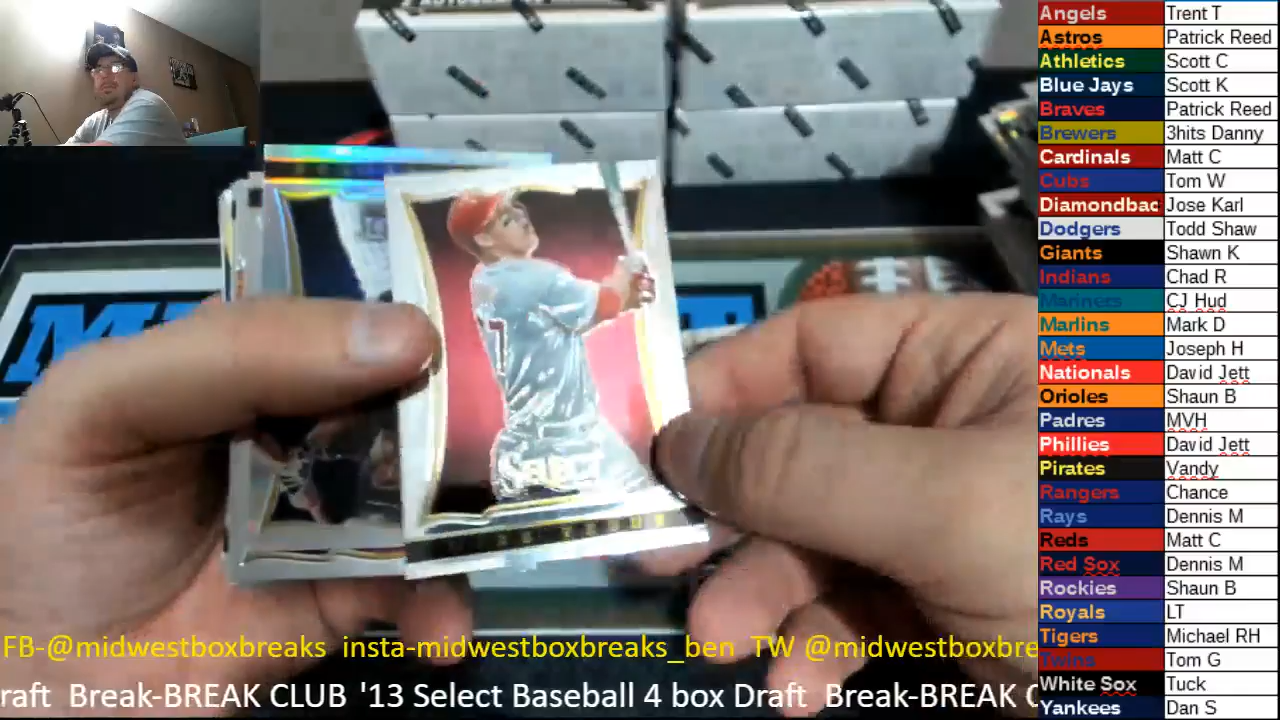 Angels Trent T
Astros Patrick Reed
Athletics Scott C
Blue Jays Scott K
Braves Patrick Reed
Brewers 3hits Danny
Cardinals Matt C
Cubs Tom W
Diamondbac Jose Karl
Dodgers Todd Shaw
Giants Shawn K
Indians Chad R
Mariners CJ Hud
Marlins Mark D
Mets Joseph H
Nationals David Jett
Orioles Shaun B
Padres MVH
Phillies David Jett
Pirates Vandy
Rangers Chance
Rays Dennis M
Reds Matt C
Red Sox Dennis M
Rockies Shaun B
Royals LT
Tigers Michael RH
Twins Tom G
White Sox Tuck
Yankees Dan S
SELECT
FB-@midwestboxbreaks insta-midwestboxbreaks_ben TW @midwestboxbre
raft Break-BREAK CLUB '13 Select Baseball 4 box Draft Break-BREAK C